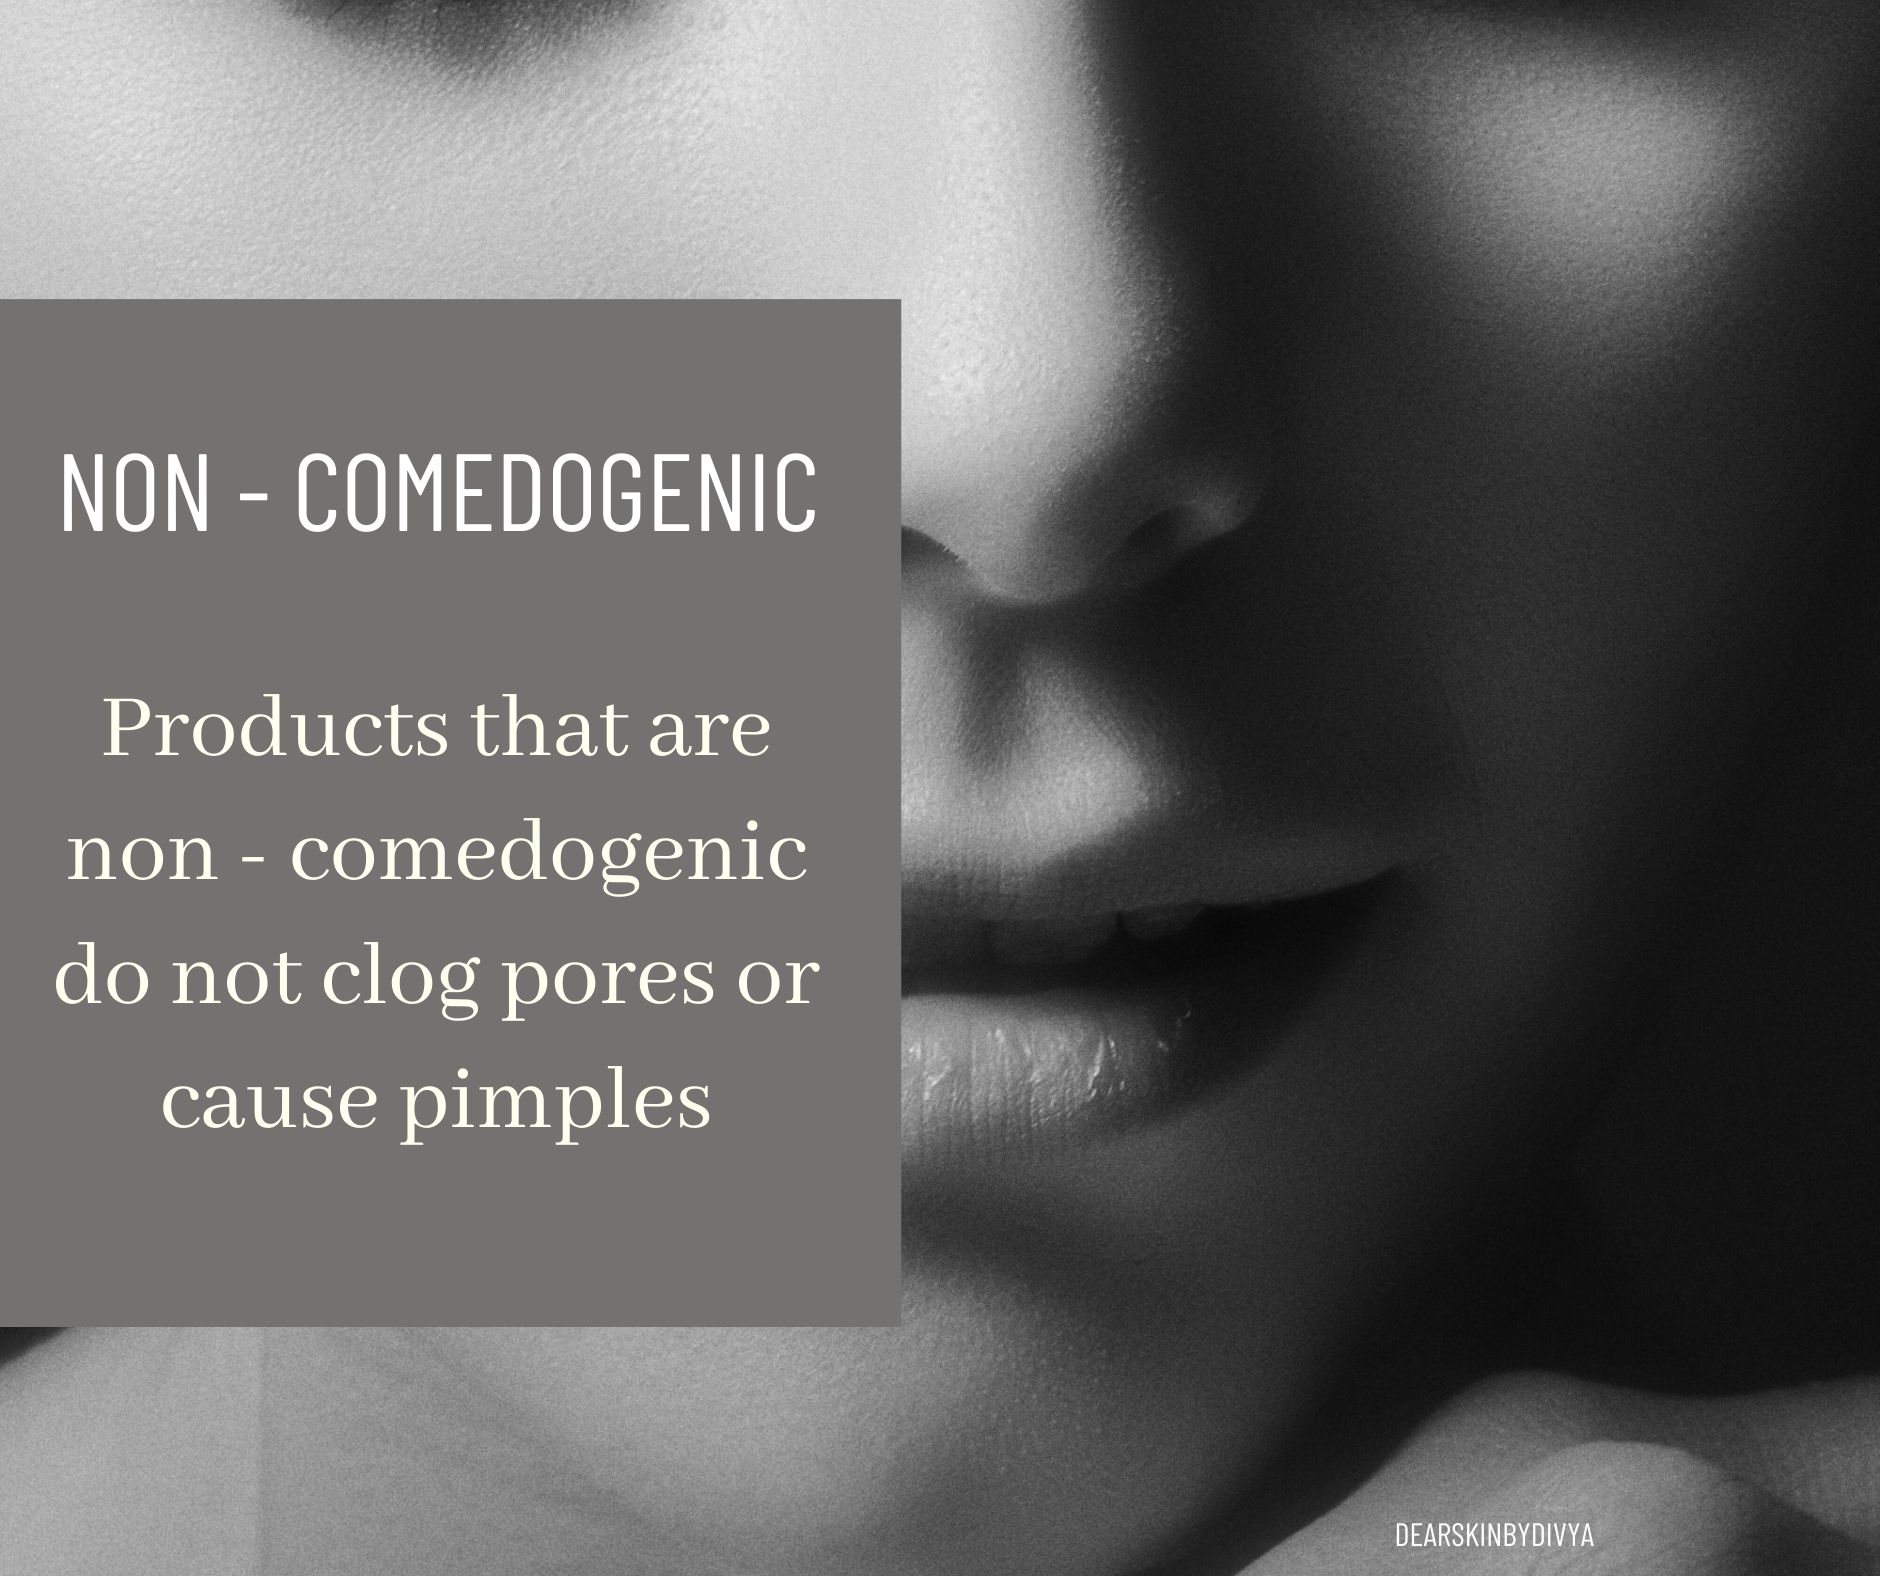 NON - COMEDOGENIC
Products that are
non - comedogenic
do not clog pores or
cause pimples
DEARSKINBYDIVYA